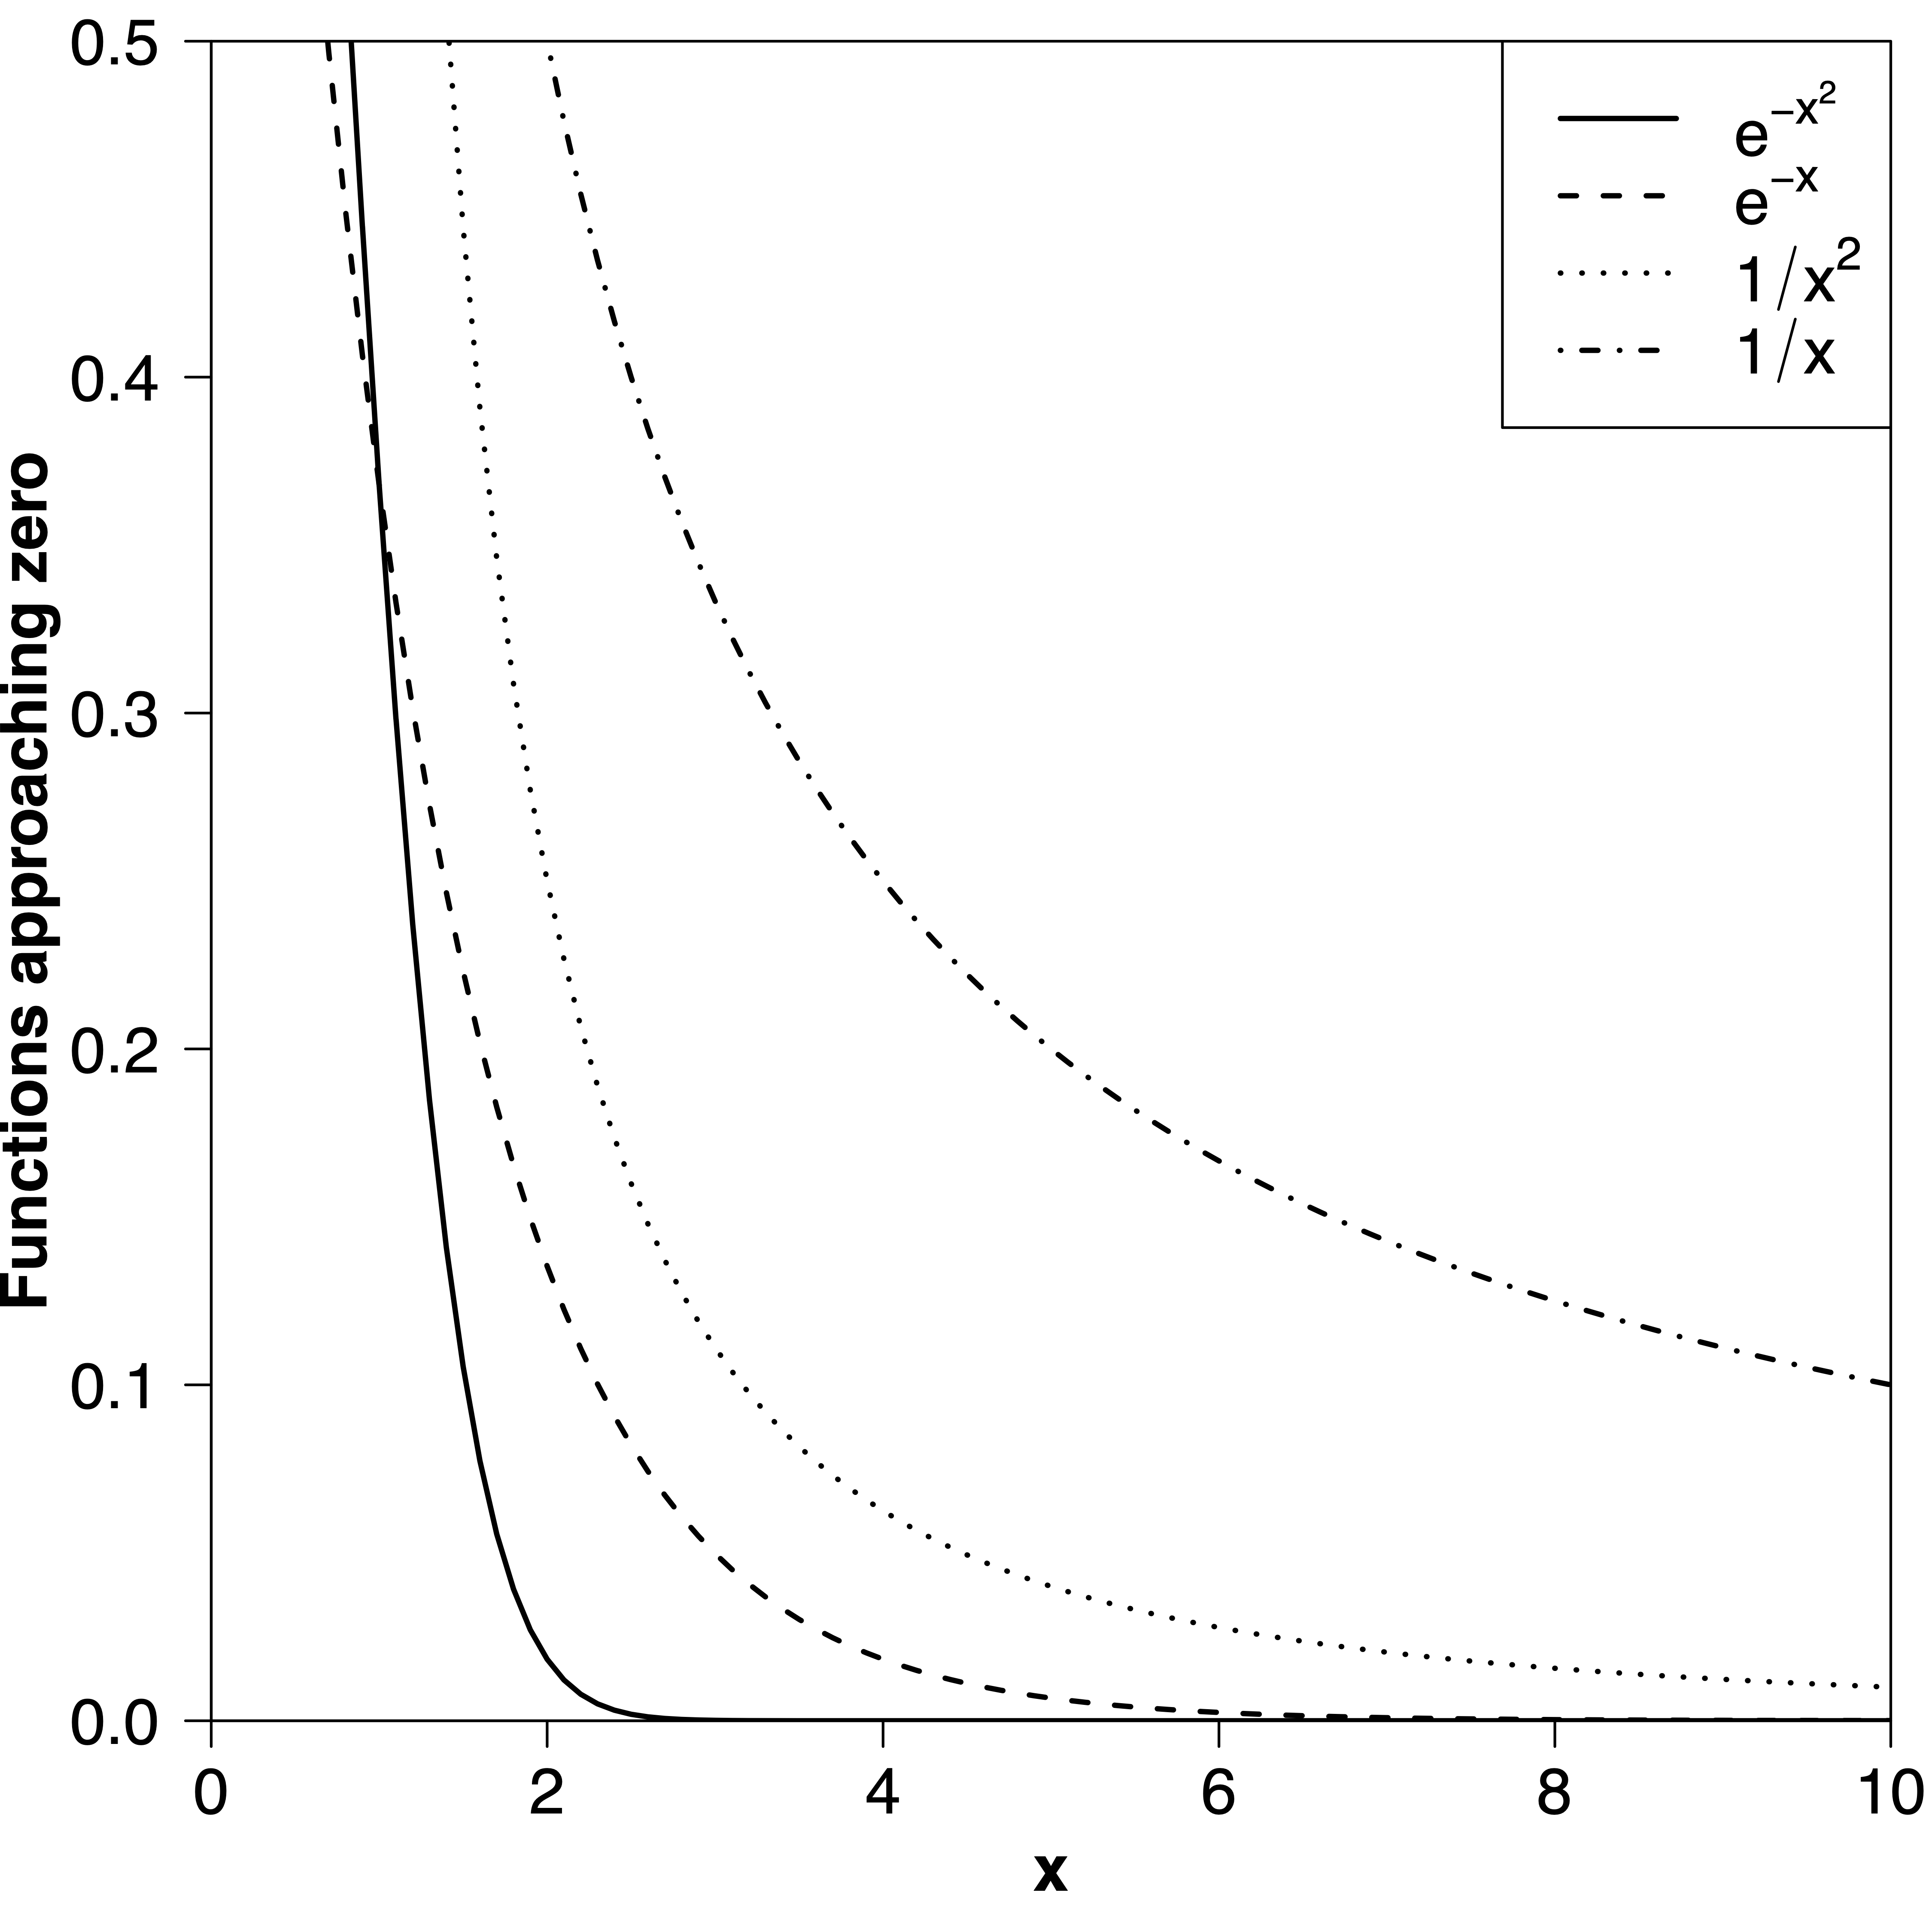 Functions approaching zero
0.5
0.4
0.3
0.2
0.1
0.0
e^{−x^2}
e^{−x}
1/x^2
1/x
0 2 4 6 8 10
x